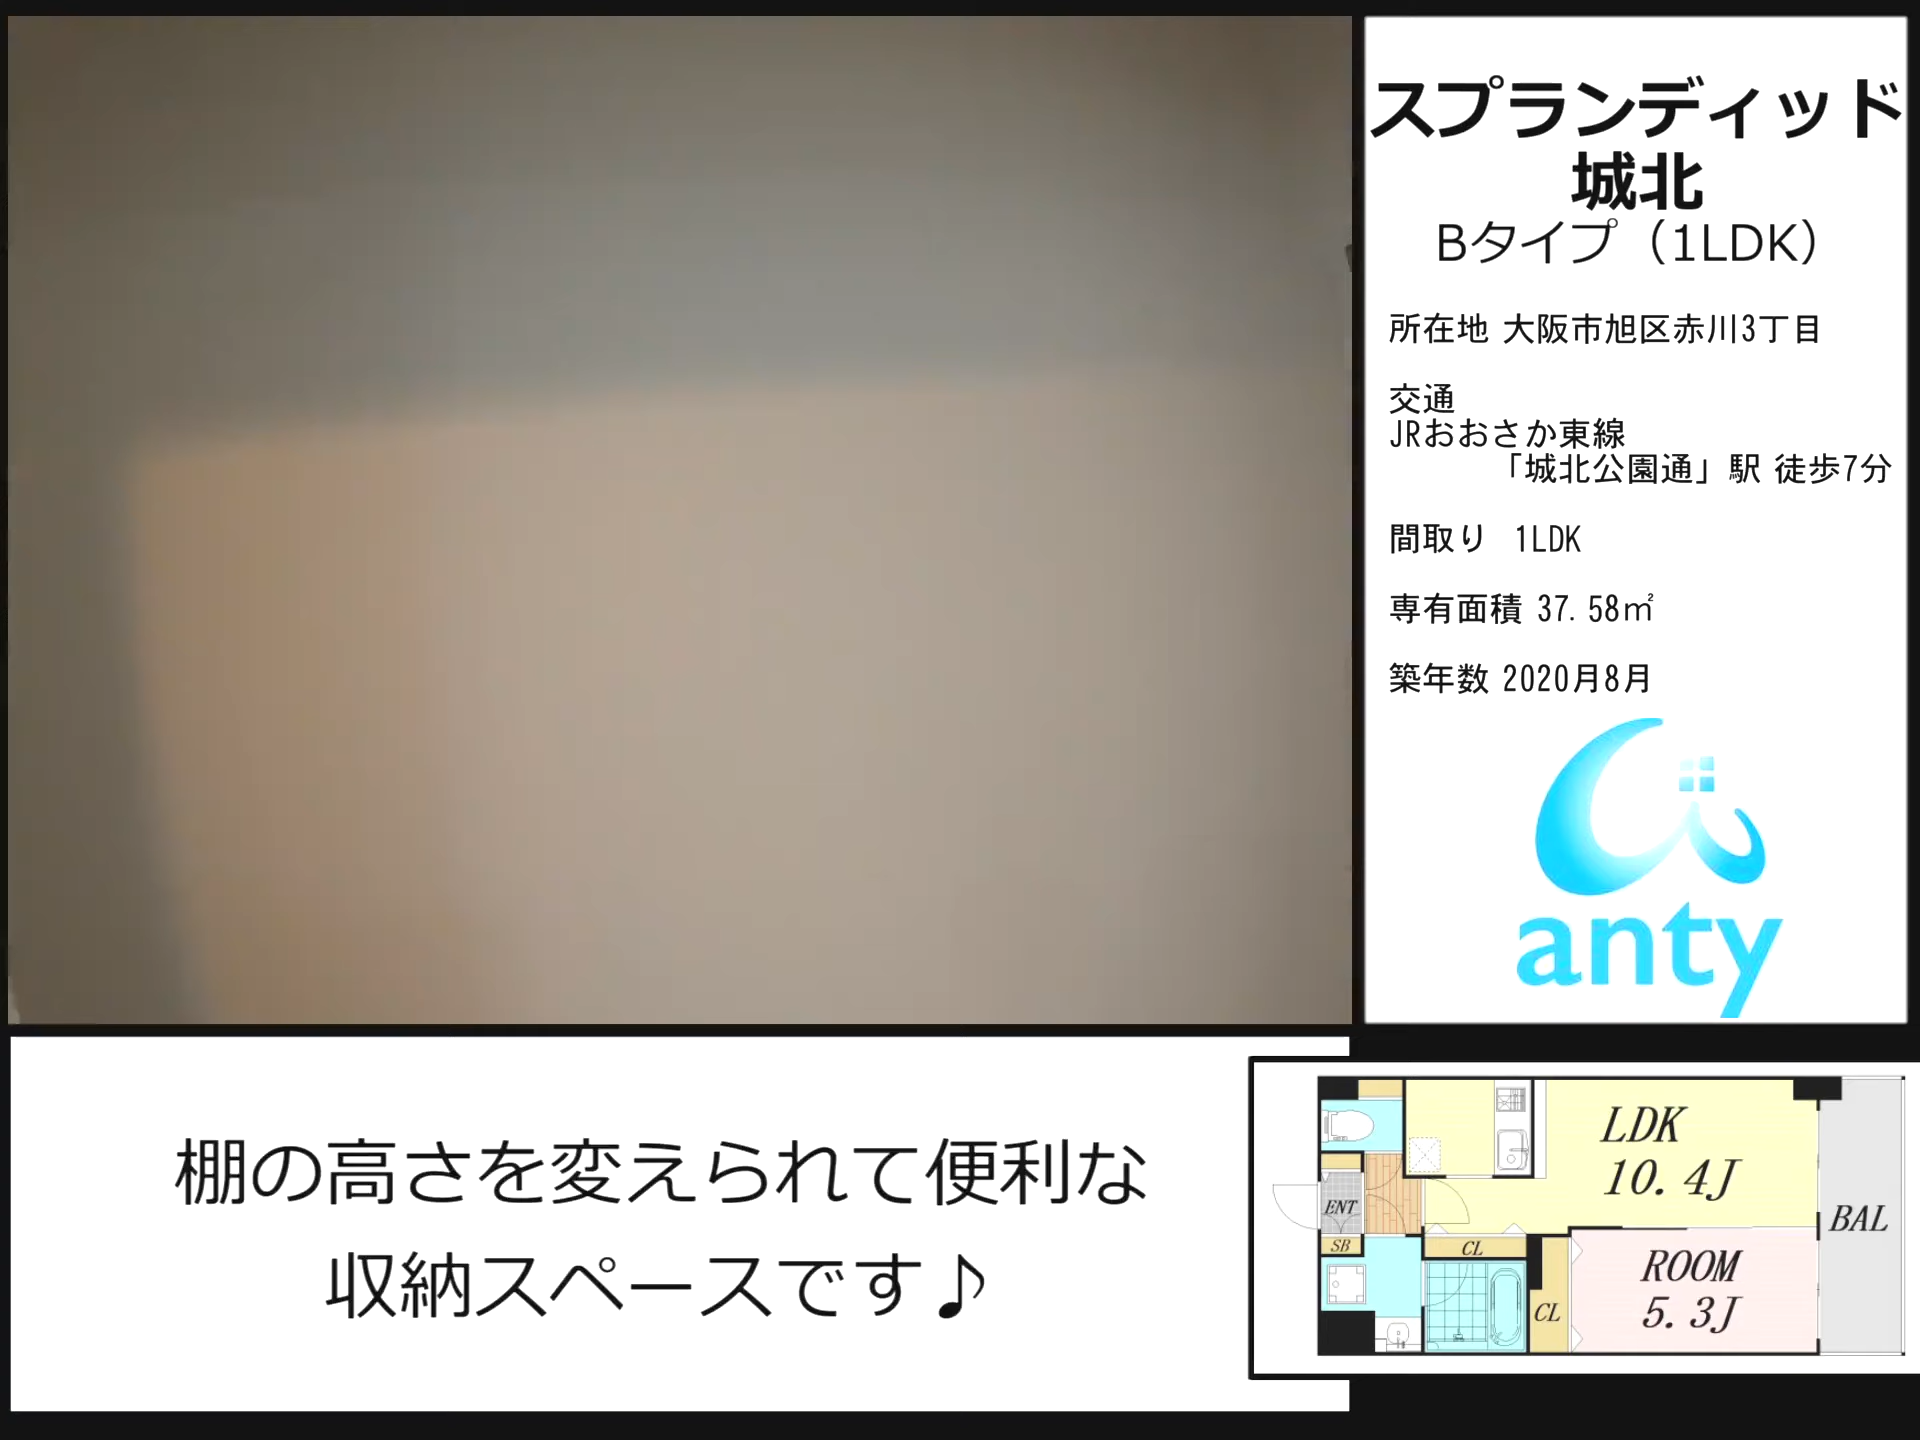 スプランディッド
城北
Bタイプ（1LDK）
所在地 大阪市旭区赤川3丁目
交通
JRおおさか東線
「城北公園通」駅 徒歩7分
間取り 1LDK
専有面積 37.58㎡
築年数 2020月8月
anty
棚の高さを変えられて便利な
収納スペースです♪
LDK
10.4J
BAL
ENT
SB
CL
ROOM
5.3J
CL